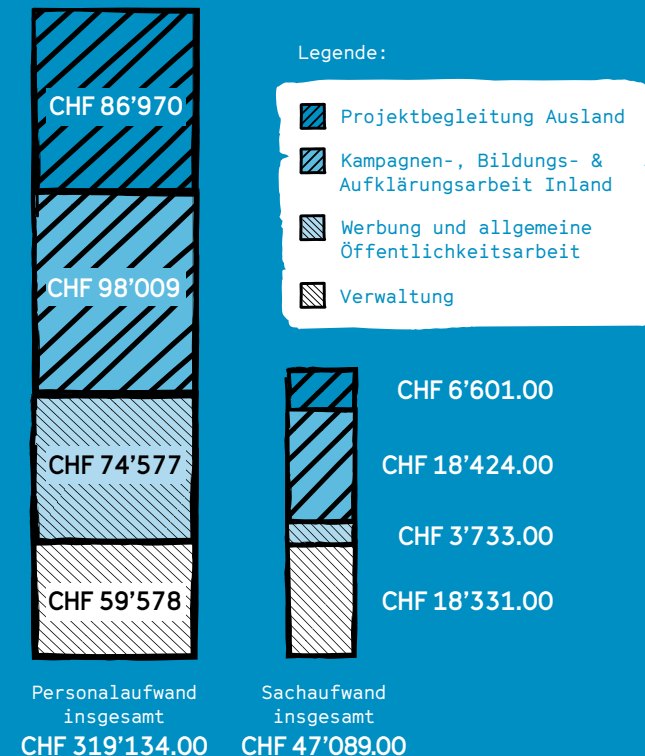 CHF 86’970
CHF 98’009
CHF 74’577
CHF 59’578
Personalaufwand
insgesamt
CHF 319’134.00
Legende:
Projektbegleitung Ausland
Kampagnen-, Bildungs- &
Aufklärungsarbeit Inland
Werbung und allgemeine
Öffentlichkeitsarbeit
Verwaltung
CHF 6’601.00
CHF 18’424.00
CHF 3’733.00
CHF 18’331.00
Sachaufwand
insgesamt
CHF 47’089.00